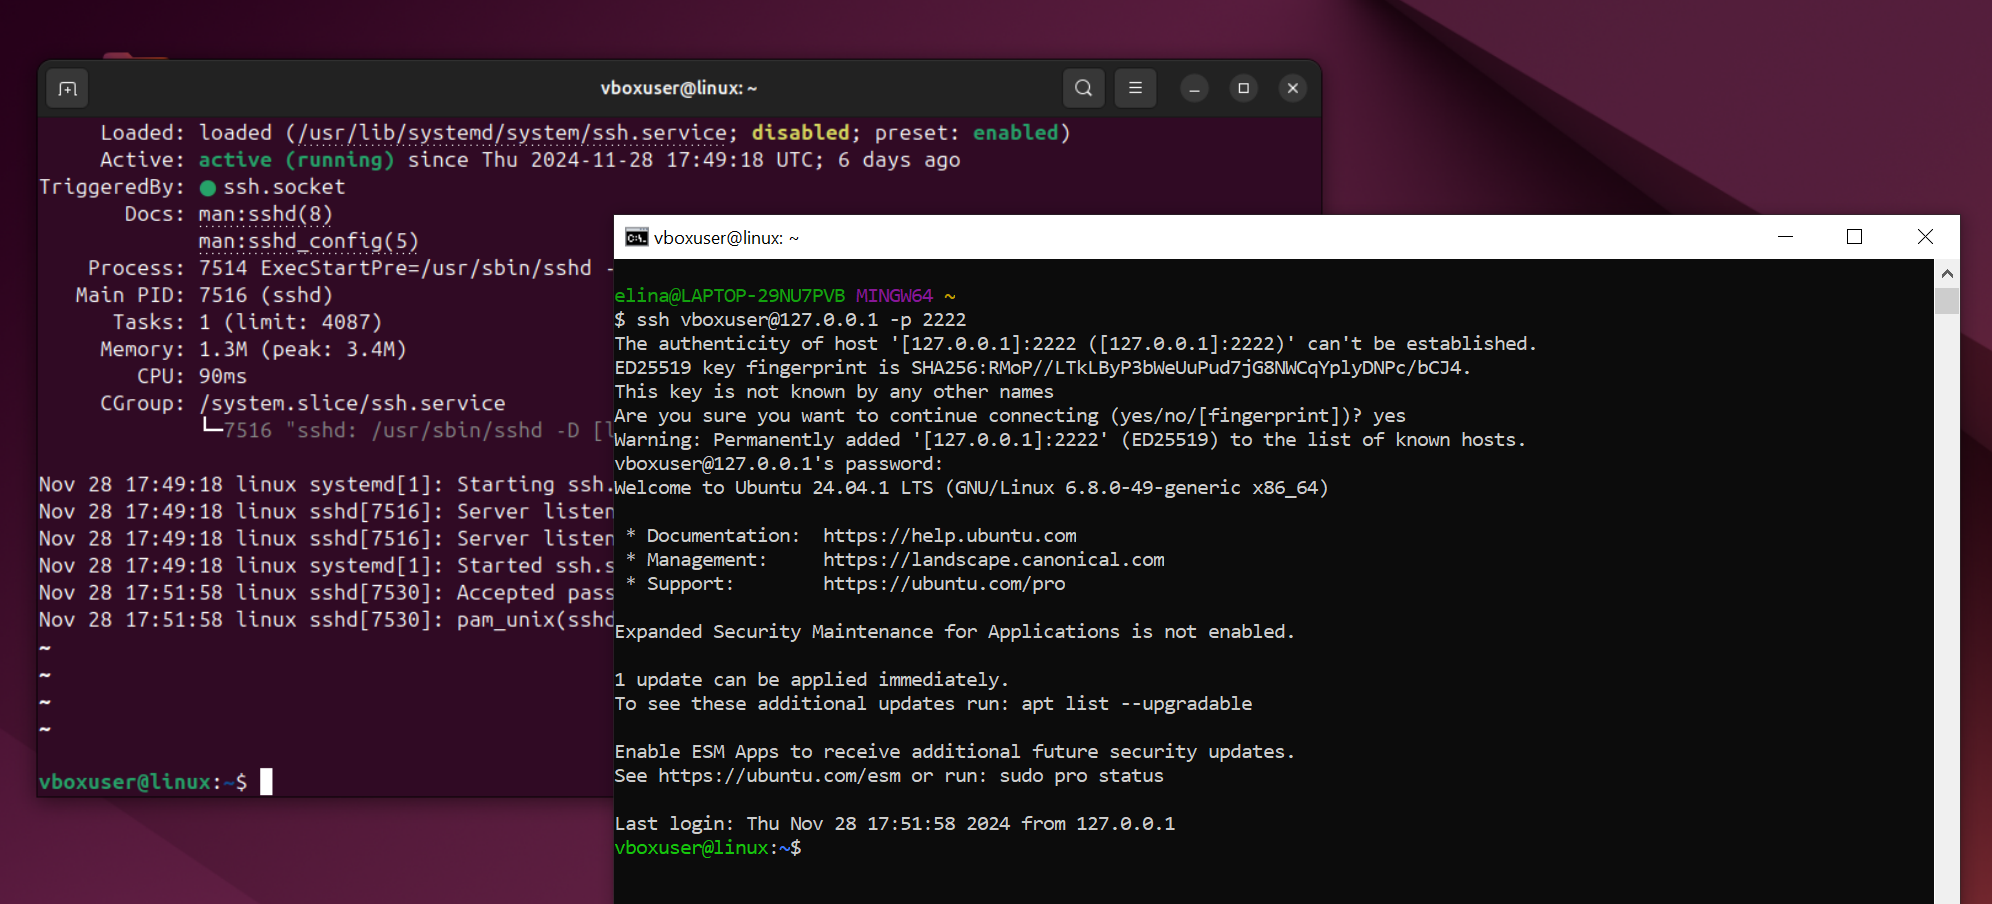 vboxuser@linux: ~
Loaded: loaded (/usr/lib/systemd/system/ssh.service; disabled; preset: enabled)
Active: active (running) since Thu 2024-11-28 17:49:18 UTC; 6 days ago
TriggeredBy: ● ssh.socket
Docs: man:sshd(8)
man:sshd_config(5)
Process: 7514 ExecStartPre=/usr/sbin/sshd -
Main PID: 7516 (sshd)
Tasks: 1 (limit: 4087)
Memory: 1.3M (peak: 3.4M)
CPU: 90ms
CGroup: /system.slice/ssh.service
└─7516 "sshd: /usr/sbin/sshd -D [l
Nov 28 17:49:18 linux systemd[1]: Starting ssh.
Nov 28 17:49:18 linux sshd[7516]: Server listen
Nov 28 17:49:18 linux sshd[7516]: Server listen
Nov 28 17:49:18 linux systemd[1]: Started ssh.s
Nov 28 17:51:58 linux sshd[7530]: Accepted pass
Nov 28 17:51:58 linux sshd[7530]: pam_unix(sshd
~
~
~
~
vboxuser@linux:~$
vboxuser@linux: ~
elina@LAPTOP-29NU7PVB MINGW64 ~
$ ssh vboxuser@127.0.0.1 -p 2222
The authenticity of host '[127.0.0.1]:2222 ([127.0.0.1]:2222)' can't be established.
ED25519 key fingerprint is SHA256:RMoP//LTkLByP3bWeUuPud7jG8NWCqYplyDNPc/bCJ4.
This key is not known by any other names
Are you sure you want to continue connecting (yes/no/[fingerprint])? yes
Warning: Permanently added '[127.0.0.1]:2222' (ED25519) to the list of known hosts.
vboxuser@127.0.0.1's password:
Welcome to Ubuntu 24.04.1 LTS (GNU/Linux 6.8.0-49-generic x86_64)
* Documentation:  https://help.ubuntu.com
* Management:     https://landscape.canonical.com
* Support:        https://ubuntu.com/pro
Expanded Security Maintenance for Applications is not enabled.
1 update can be applied immediately.
To see these additional updates run: apt list --upgradable
Enable ESM Apps to receive additional future security updates.
See https://ubuntu.com/esm or run: sudo pro status
Last login: Thu Nov 28 17:51:58 2024 from 127.0.0.1
vboxuser@linux:~$